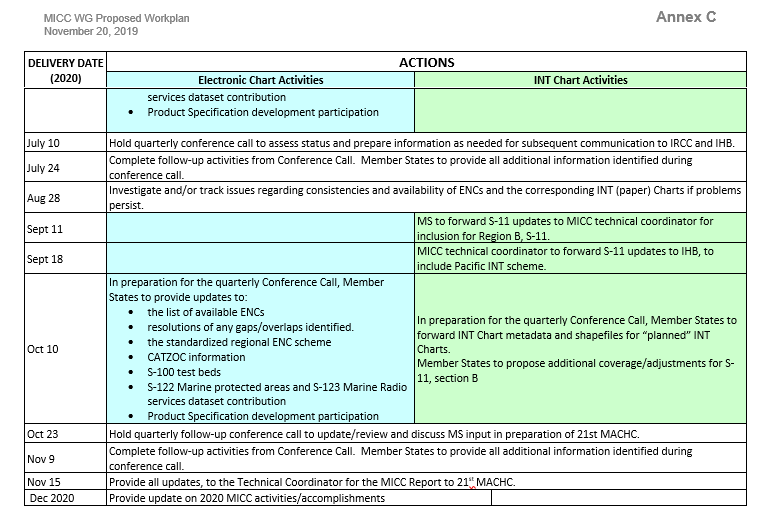 MICC WG Proposed Workplan
November 20, 2019
Annex C
DELIVERY DATE
(2020)
ACTIONS
Electronic Chart Activities
INT Chart Activities
services dataset contribution
• Product Specification development participation
July 10
Hold quarterly conference call to assess status and prepare information as needed for subsequent communication to IRCC and IHB.
July 24
Complete follow-up activities from Conference Call. Member States to provide all additional information identified during
conference call.
Aug 28
Investigate and/or track issues regarding consistencies and availability of ENCs and the corresponding INT (paper) Charts if problems
persist.
Sept 11
MS to forward S-11 updates to MICC technical coordinator for
inclusion for Region B, S-11.
Sept 18
MICC technical coordinator to forward S-11 updates to IHB, to
include Pacific INT scheme.
Oct 10
In preparation for the quarterly Conference Call, Member
States to provide updates to:
• the list of available ENCs
• resolutions of any gaps/overlaps identified.
• the standardized regional ENC scheme
• CATZOC information
• S-100 test beds
• S-122 Marine protected areas and S-123 Marine Radio
services dataset contribution
• Product Specification development participation
In preparation for the quarterly Conference Call, Member States to
forward INT Chart metadata and shapefiles for “planned” INT
Charts.
Member States to propose additional coverage/adjustments for S-
11, section B
Oct 23
Hold quarterly follow-up conference call to update/review and discuss MS input in preparation of 21st MACHC.
Nov 9
Complete follow-up activities from Conference Call. Member States to provide all additional information identified during
conference call.
Nov 15
Provide all updates, to the Technical Coordinator for the MICC Report to 21st MACHC.
Dec 2020
Provide update on 2020 MICC activities/accomplishments